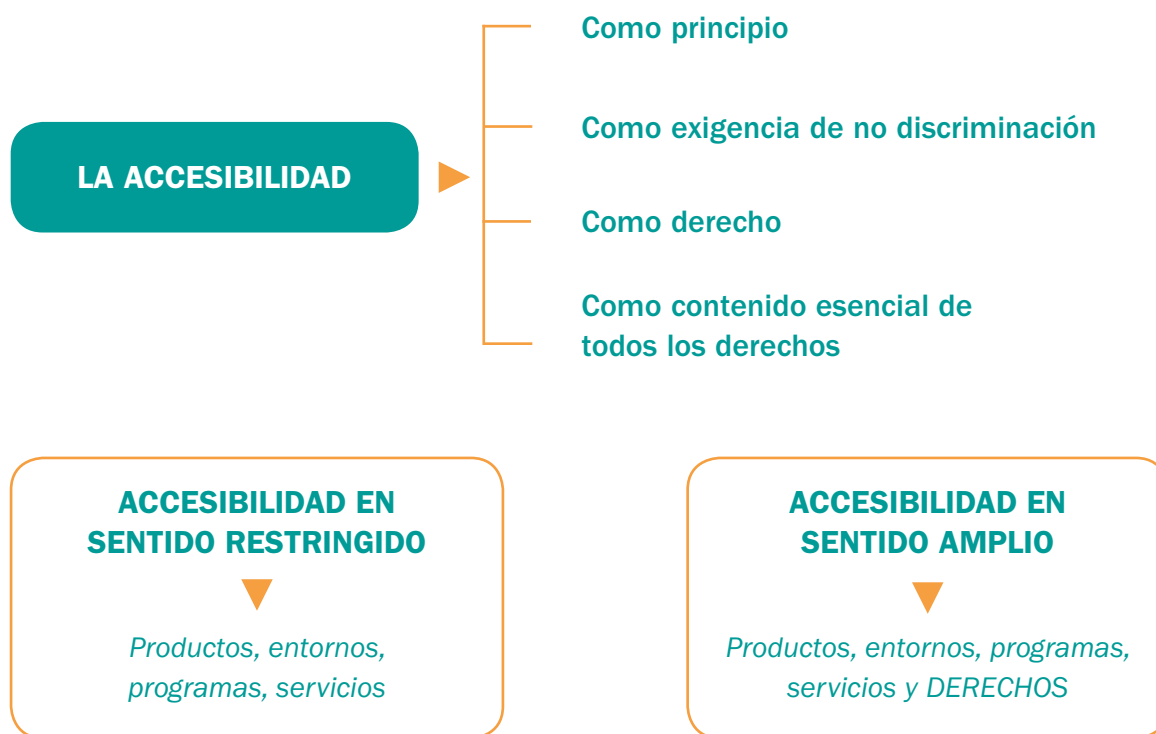 Como principio
Como exigencia de no discriminación
LA ACCESIBILIDAD
Como derecho
Como contenido esencial de
todos los derechos
ACCESIBILIDAD EN
SENTIDO RESTRINGIDO
Productos, entornos,
programas, servicios
ACCESIBILIDAD EN
SENTIDO AMPLIO
Productos, entornos, programas,
servicios y DERECHOS